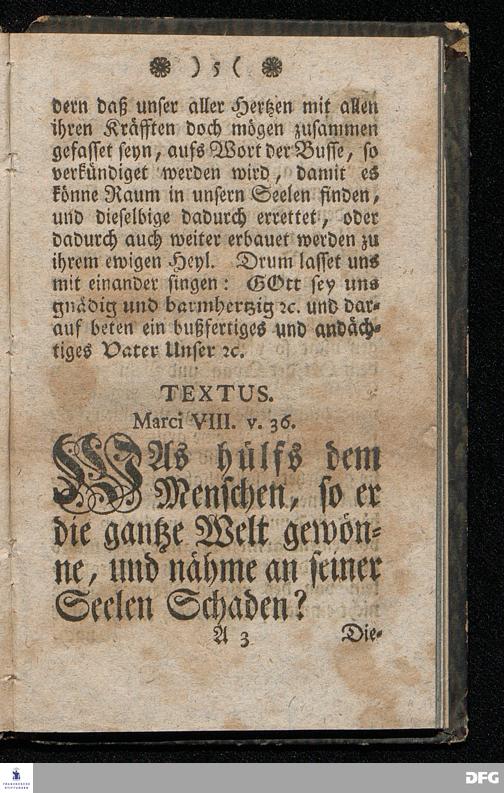 ❁ ) 5 ( ❁
dern daß unser aller Hertzen mit allen
ihren Kräfften doch mögen zusammen
gefasset seyn, aufs Wort der Busse, so
verkündiget werden wird, damit es
könne Raum in unsern Seelen finden,
und dieselbige dadurch errettet, oder
dadurch auch weiter erbauet werden zu
ihrem ewigen Heyl. Drum lasset uns
mit einander singen: GOtt sey uns
gnädig und barmhertzig ꝛc. und dar-
auf beten ein bußfertiges und andäch-
tiges Vater Unser ꝛc.
TEXTUS.
Marci VIII. v. 36.
WAs hülfs dem
Menschen, so er
die gantze Welt gewön-
ne, und nähme an seiner
Seelen Schaden?
A 3 Die-
FRANCKESCHE
STIFTUNGEN
DFG